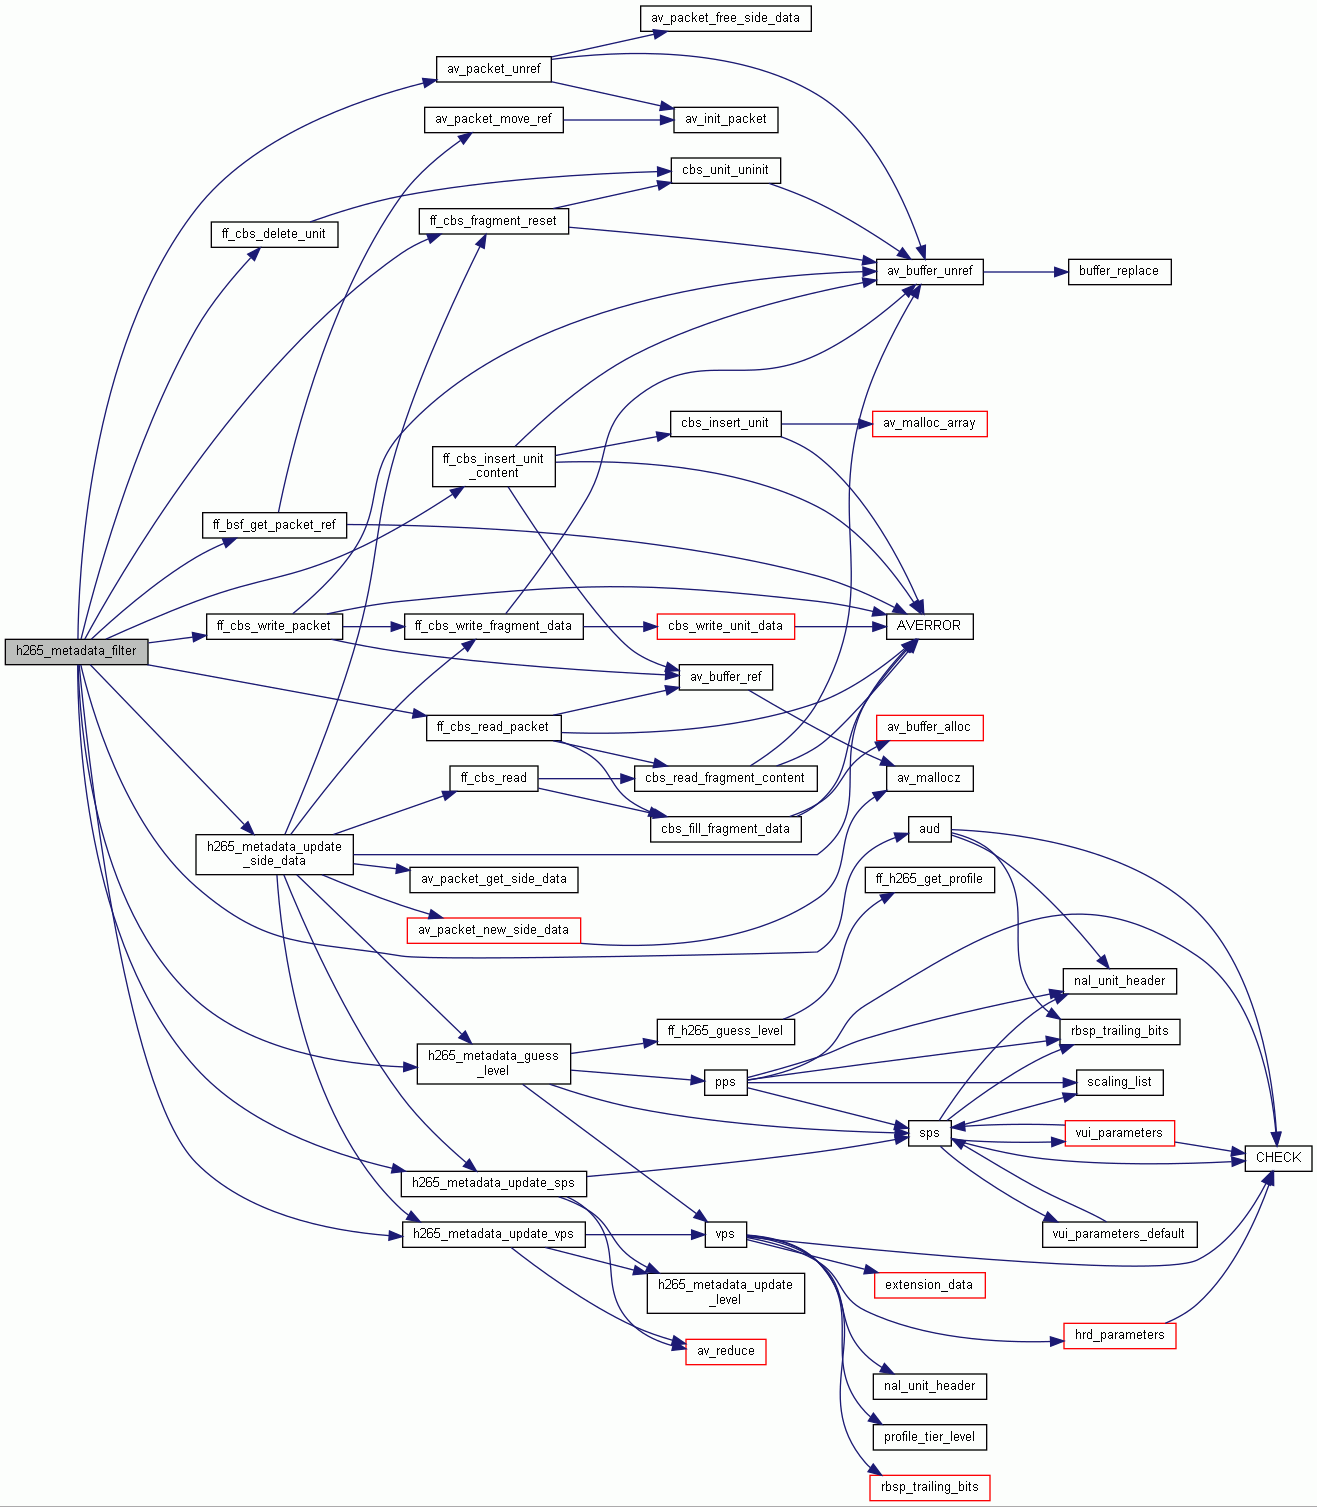 av_packet_free_side_data
av_packet_unref
av_packet_move_ref
av_init_packet
cbs_unit_uninit
ff_cbs_fragment_reset
ff_cbs_delete_unit
av_buffer_unref
buffer_replace
cbs_insert_unit
av_malloc_array
ff_cbs_insert_unit
_content
ff_bsf_get_packet_ref
ff_cbs_write_packet
ff_cbs_write_fragment_data
cbs_write_unit_data
AVERROR
h265_metadata_filter
av_buffer_ref
ff_cbs_read_packet
av_buffer_alloc
ff_cbs_read
cbs_read_fragment_content
av_mallocz
cbs_fill_fragment_data
aud
h265_metadata_update
_side_data
av_packet_get_side_data
ff_h265_get_profile
av_packet_new_side_data
nal_unit_header
ff_h265_guess_level
rbsp_trailing_bits
h265_metadata_guess
_level
pps
scaling_list
sps
vui_parameters
CHECK
h265_metadata_update_sps
h265_metadata_update_vps
vps
vui_parameters_default
h265_metadata_update
_level
extension_data
hrd_parameters
av_reduce
nal_unit_header
profile_tier_level
rbsp_trailing_bits